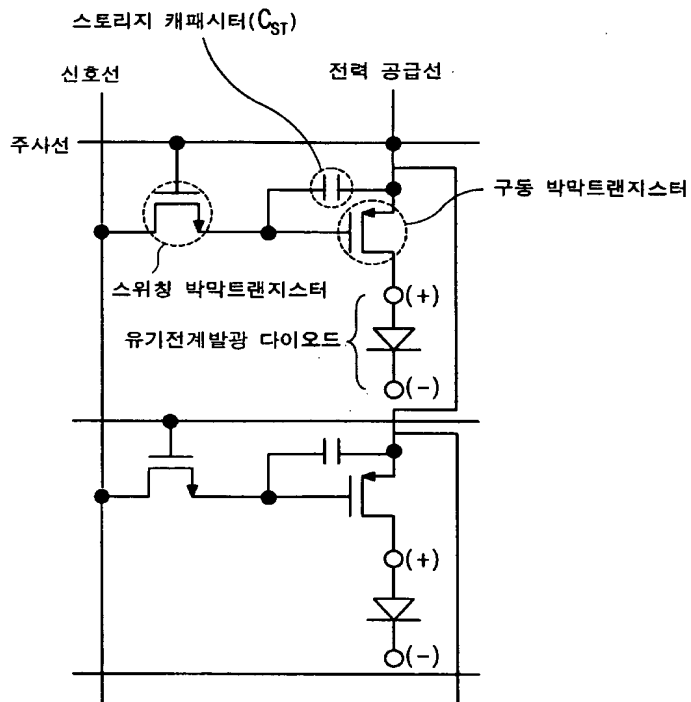 스토리지 캐패시터(C_ST)
신호선
전력 공급선
주사선
구동 박막트랜지스터
스위칭 박막트랜지스터
(+)
유기전계발광 다이오드
(-)
(+)
(-)